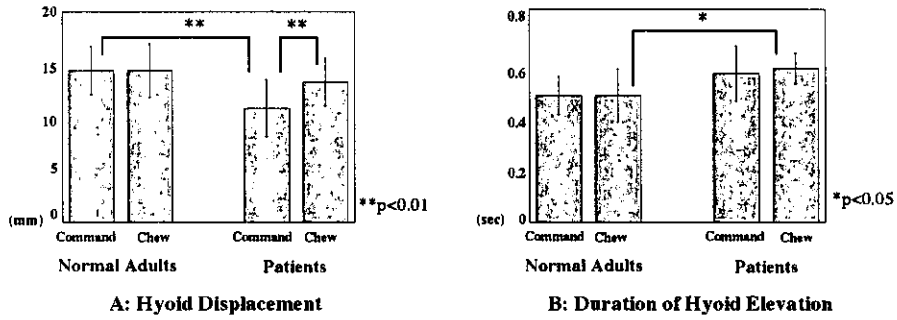 20
**
**
15
10
5
0
(mm)
**p<0.01
Command
Chew
Command
Chew
Normal Adults
Patients
A: Hyoid Displacement
0.8
*
0.6
0.4
0.2
0
(sec)
*p<0.05
Command
Chew
Command
Chew
Normal Adults
Patients
B: Duration of Hyoid Elevation